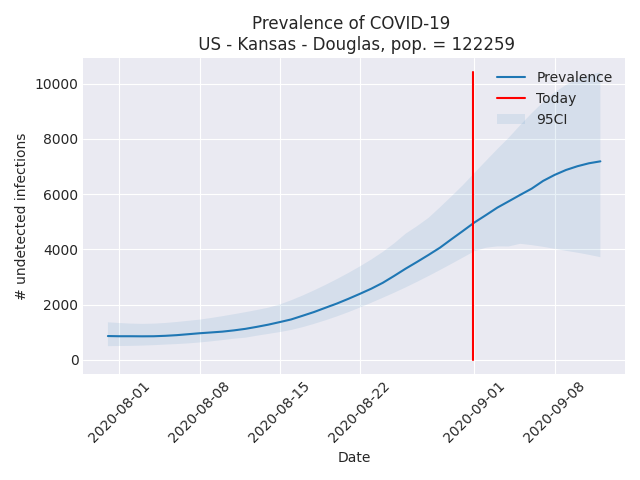 Prevalence of COVID-19
US - Kansas - Douglas, pop. = 122259
Prevalence
Today
95CI
# undetected infections
10000
8000
6000
4000
2000
0
2020-08-01
2020-08-08
2020-08-15
2020-08-22
2020-09-01
2020-09-08
Date